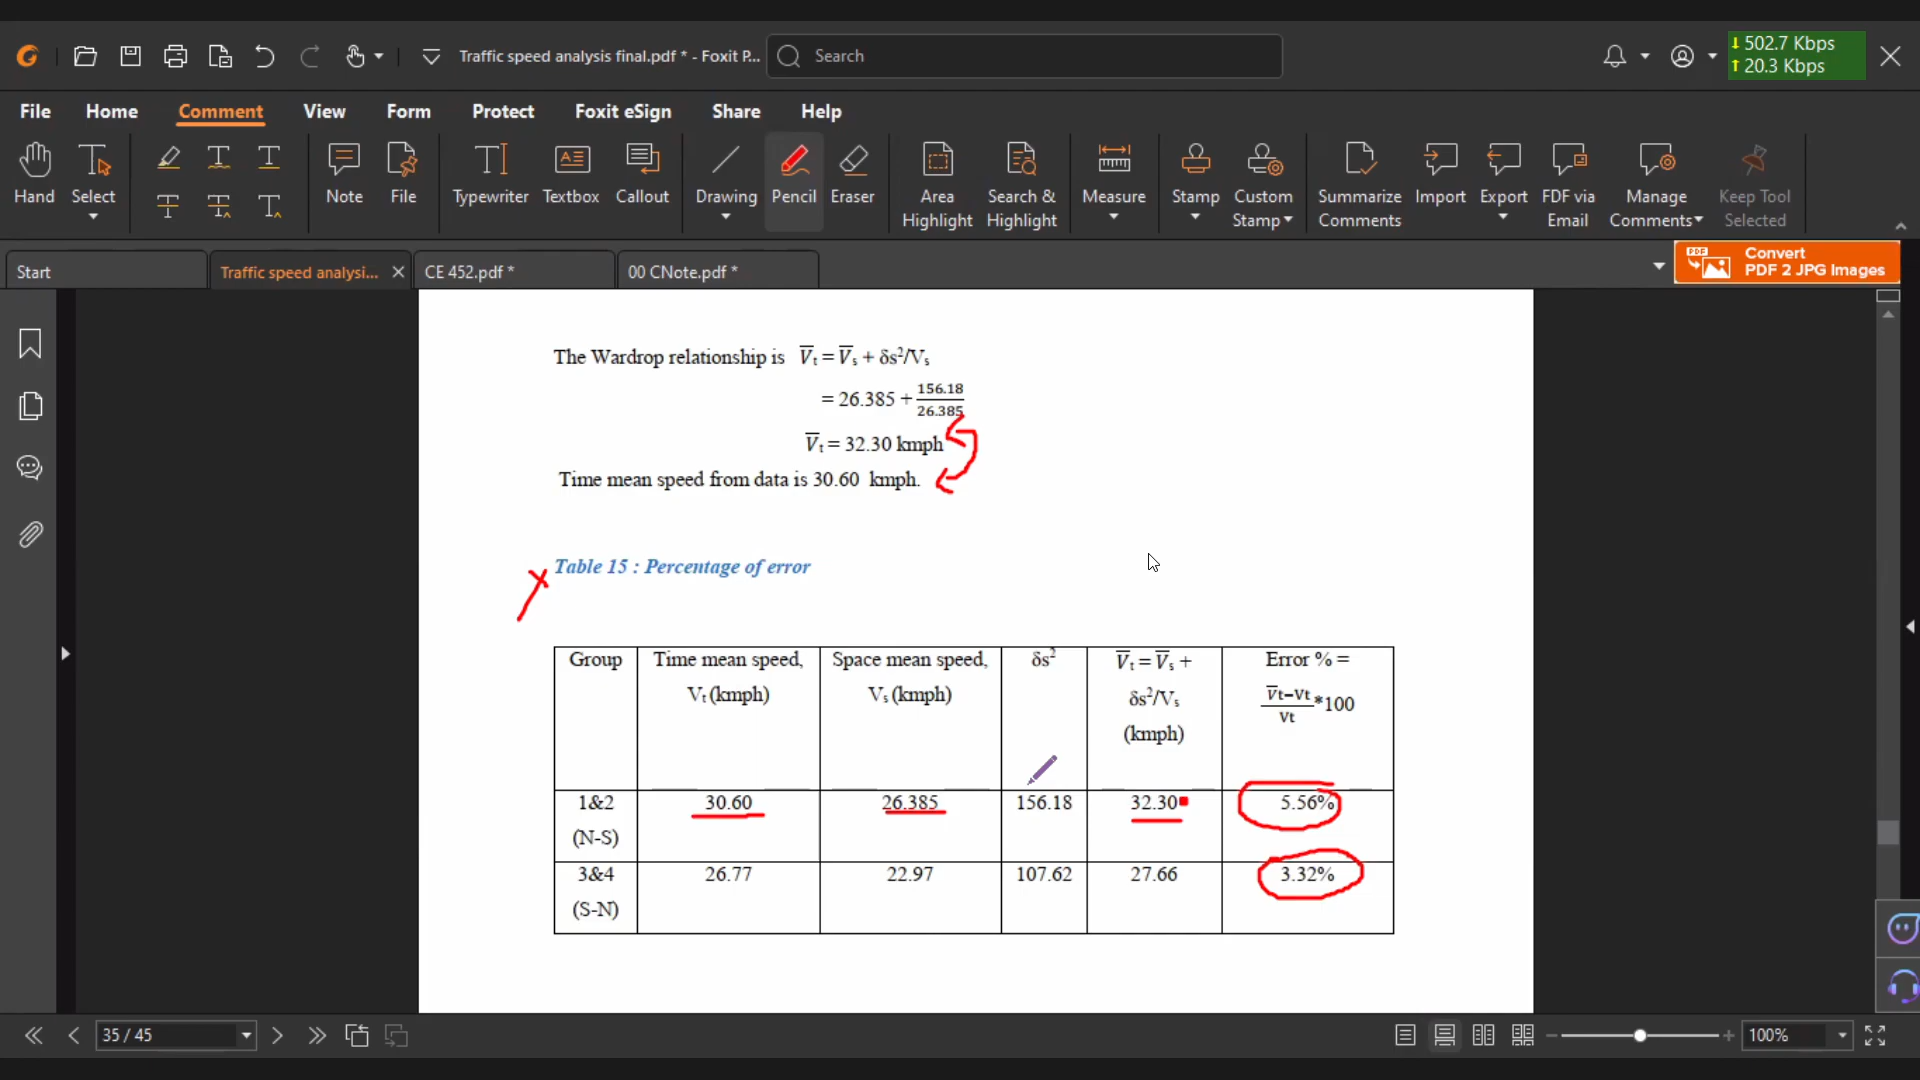 Traffic speed analysis final.pdf * - Foxit P...
Search
↓ 502.7 Kbps
↑ 20.3 Kbps
File Home Comment View Form Protect Foxit eSign Share Help
Hand Select Note File Typewriter Textbox Callout Drawing Pencil Eraser Area Highlight Search & Highlight Measure Stamp Custom Stamp Summarize Comments Import Export FDF via Email Manage Comments Keep Tool Selected
Start Traffic speed analysi... CE 452.pdf * 00 CNote.pdf *
PDF Convert
PDF 2 JPG Images
The Wardrop relationship is V̅t = V̅s + δs²/Vs
= 26.385 + 156.18/26.385
V̅t = 32.30 kmph
Time mean speed from data is 30.60 kmph.
Table 15 : Percentage of error
Group Time mean speed, Vt (kmph) Space mean speed, Vs (kmph) δs² V̅t = V̅s + δs²/Vs (kmph) Error % = V̅t−Vt/Vt *100
1&2 (N-S) 30.60 26.385 156.18 32.30 5.56%
3&4 (S-N) 26.77 22.97 107.62 27.66 3.32%
35 / 45
100%